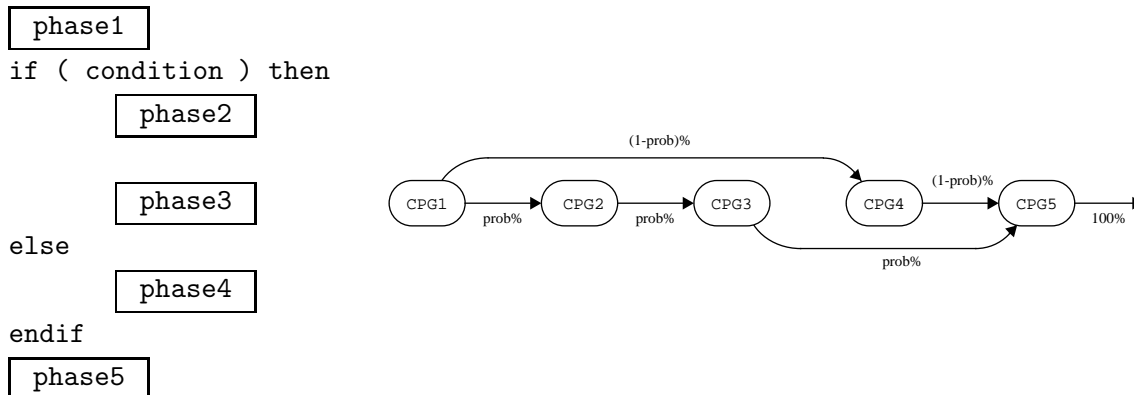 phase1
if ( condition ) then
phase2
phase3
else
phase4
endif
phase5
(1-prob)%
CPG1
prob%
CPG2
prob%
CPG3
CPG4
(1-prob)%
CPG5
100%
prob%